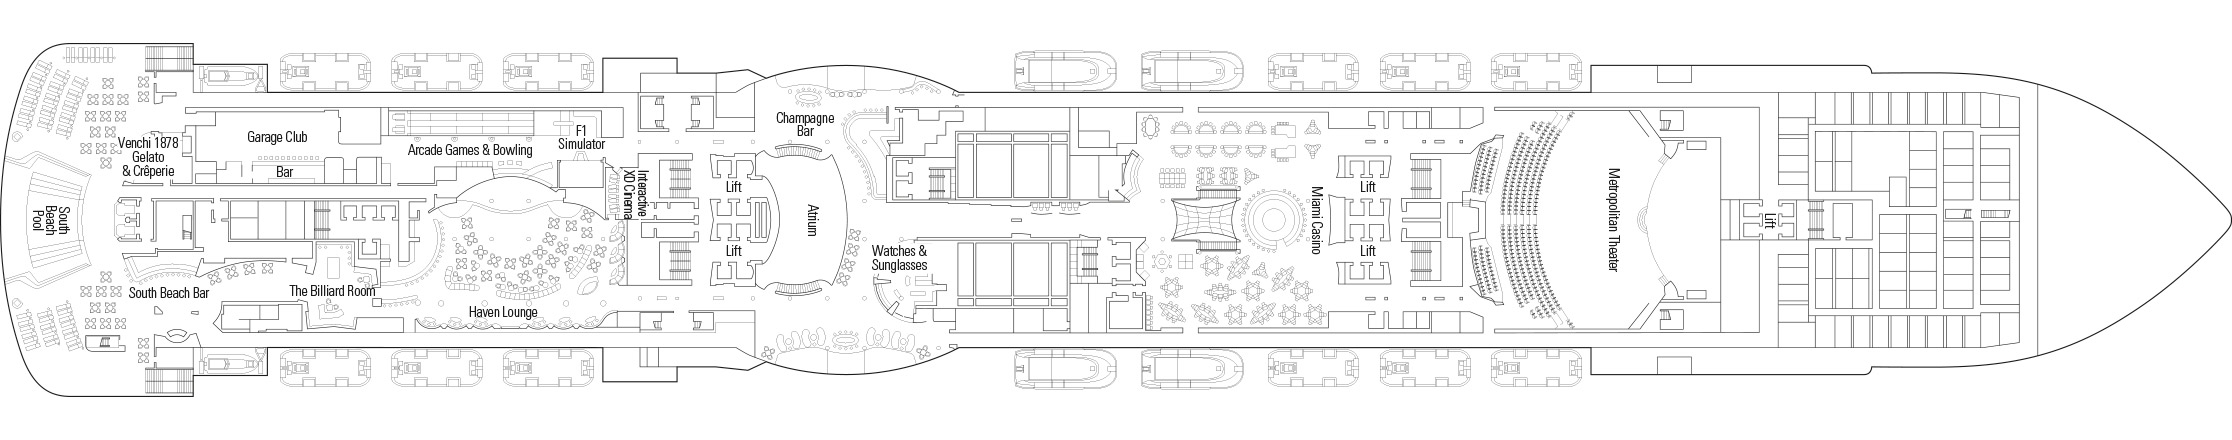 South
Beach
Pool
Venchi 1878
Gelato
& Crêperie
Garage Club
Bar
South Beach Bar
The Billiard Room
Arcade Games & Bowling
F1
Simulator
Haven Lounge
Interactive
XD Cinema
Lift
Lift
Champagne
Bar
Atrium
Watches &
Sunglasses
Miami Casino
Lift
Lift
Metropolitan Theater
Lift